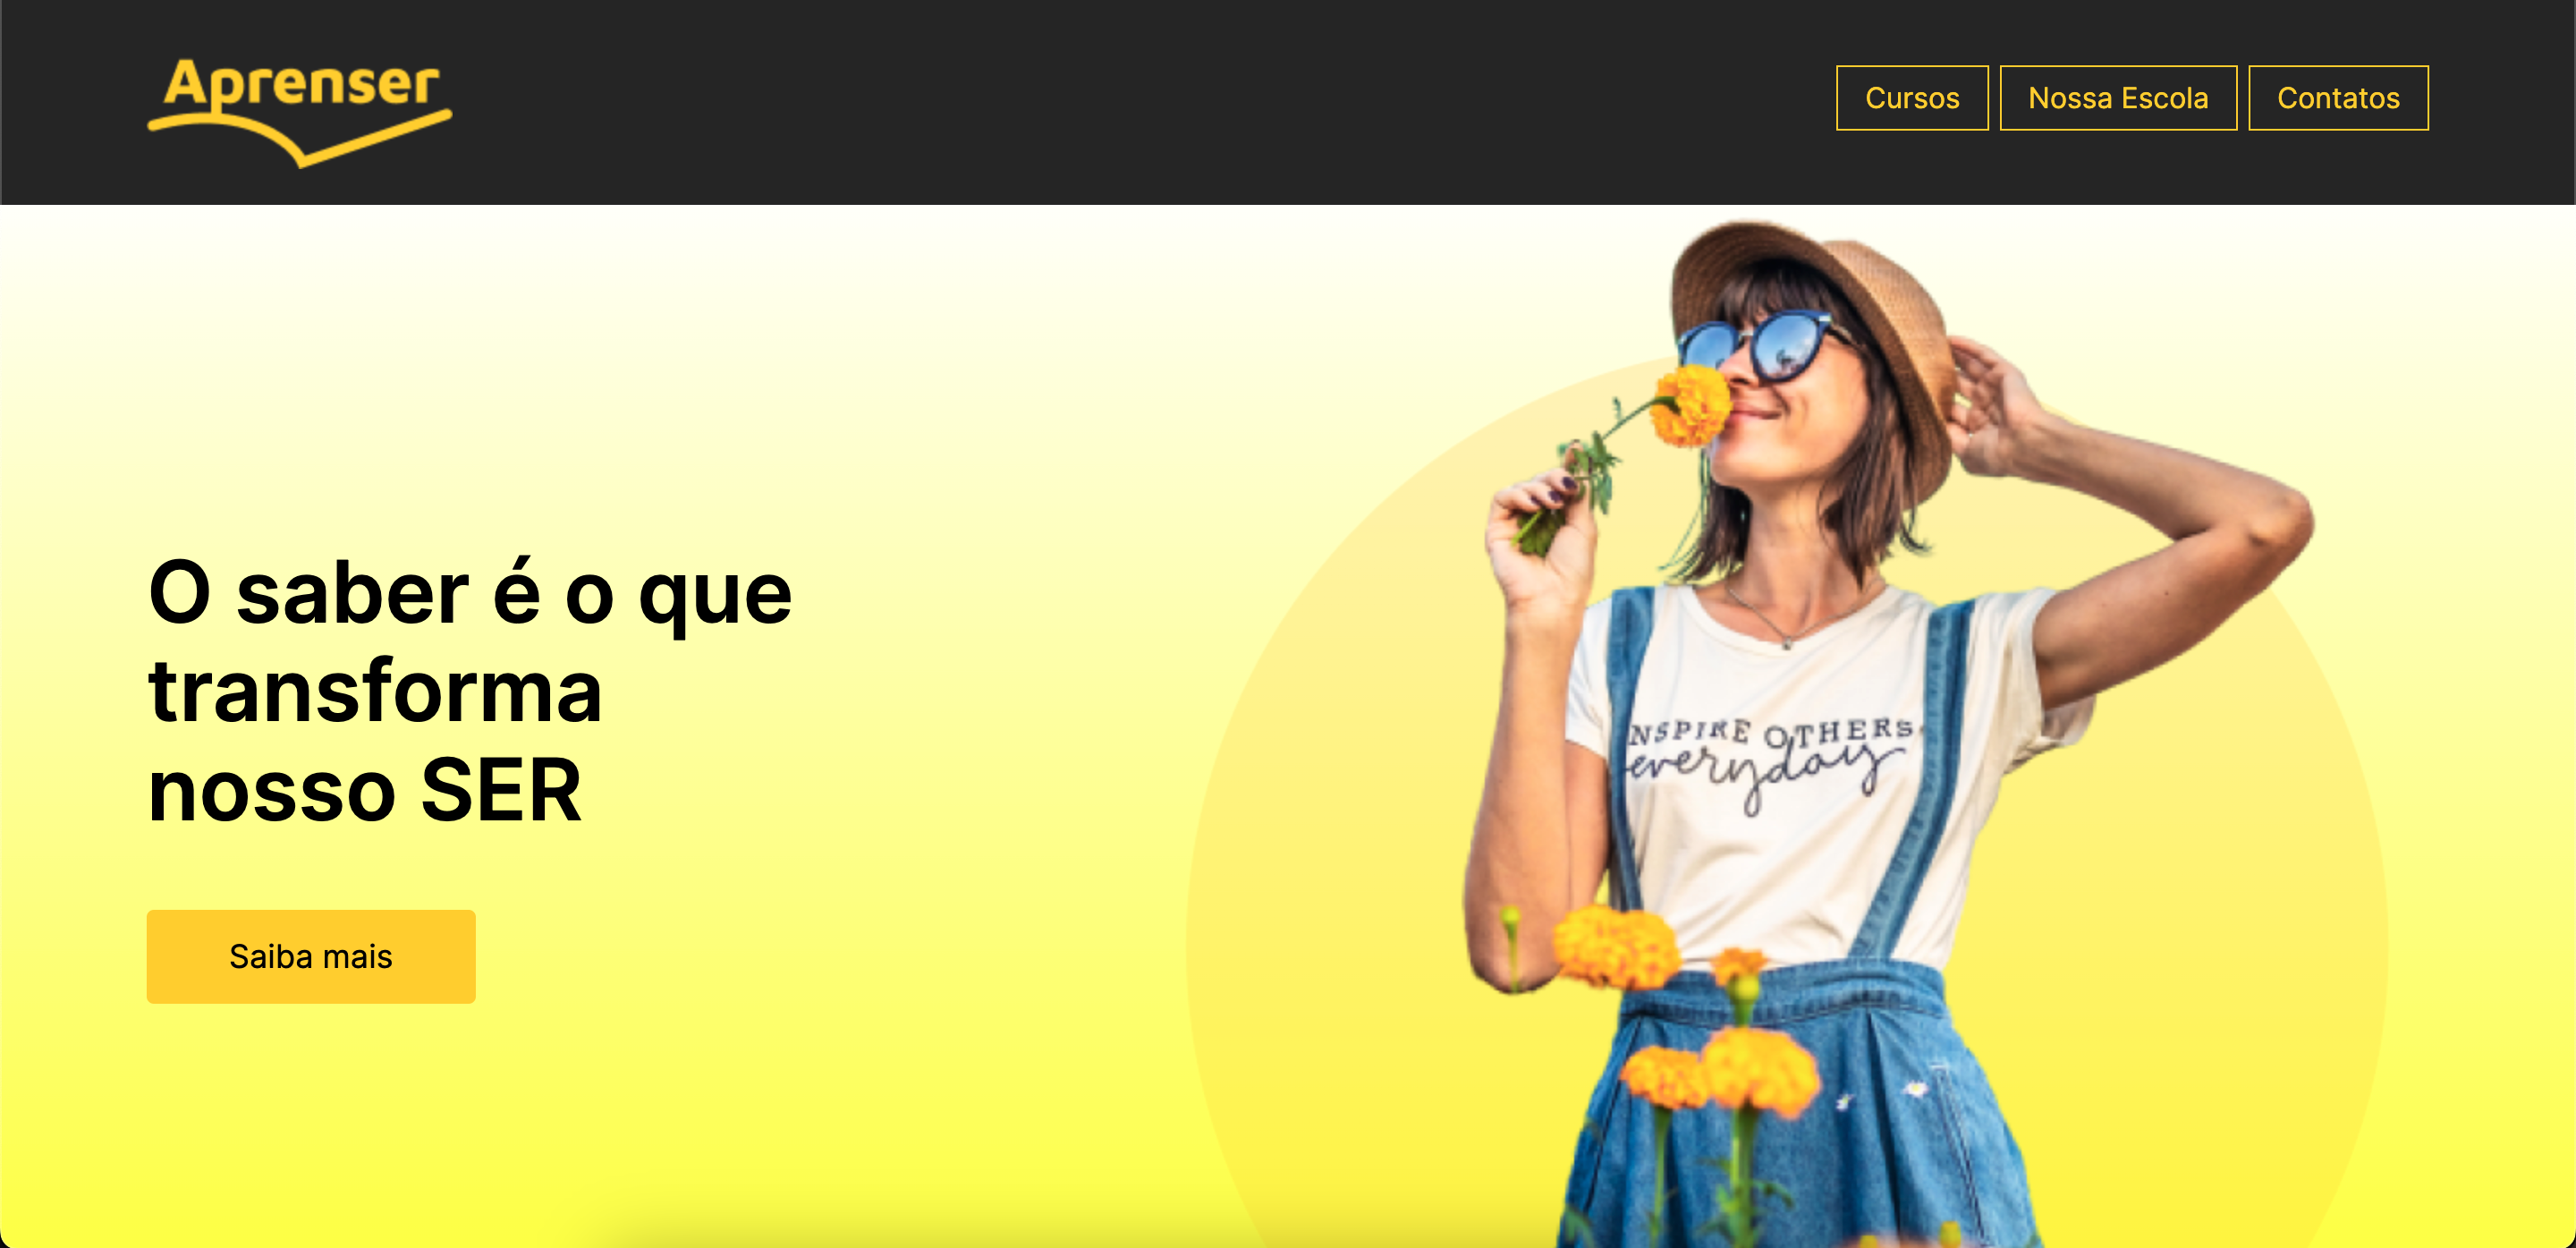 Aprenser
Cursos
Nossa Escola
Contatos
O saber é o que
transforma
nosso SER
Saiba mais
NSPIRE OTHERS
everyday